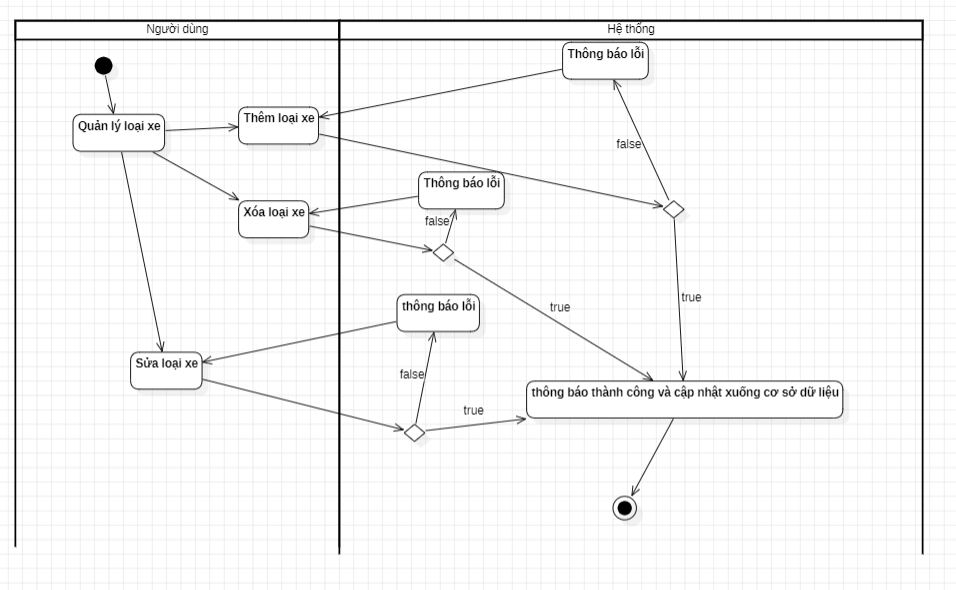 Người dùng
Hệ thống
Thông báo lỗi
Thêm loại xe
Quản lý loại xe
false
Thông báo lỗi
Xóa loại xe
false
true
thông báo lỗi
true
Sửa loại xe
false
thông báo thành công và cập nhật xuống cơ sở dữ liệu
true